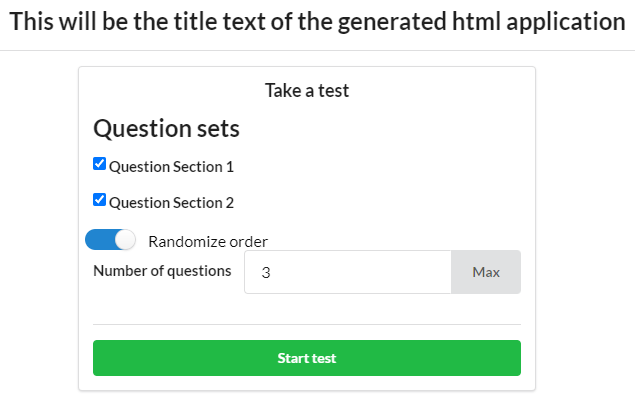 This will be the title text of the generated html application
Take a test
Question sets
Question Section 1
Question Section 2
Randomize order
Number of questions 3 Max
Start test